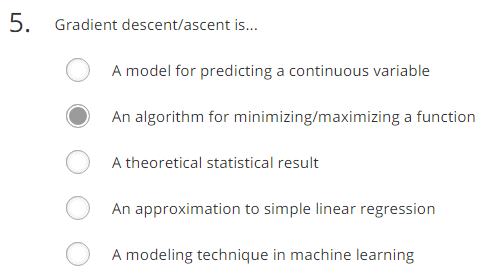 5. Gradient descent/ascent is...
A model for predicting a continuous variable
An algorithm for minimizing/maximizing a function
A theoretical statistical result
An approximation to simple linear regression
A modeling technique in machine learning